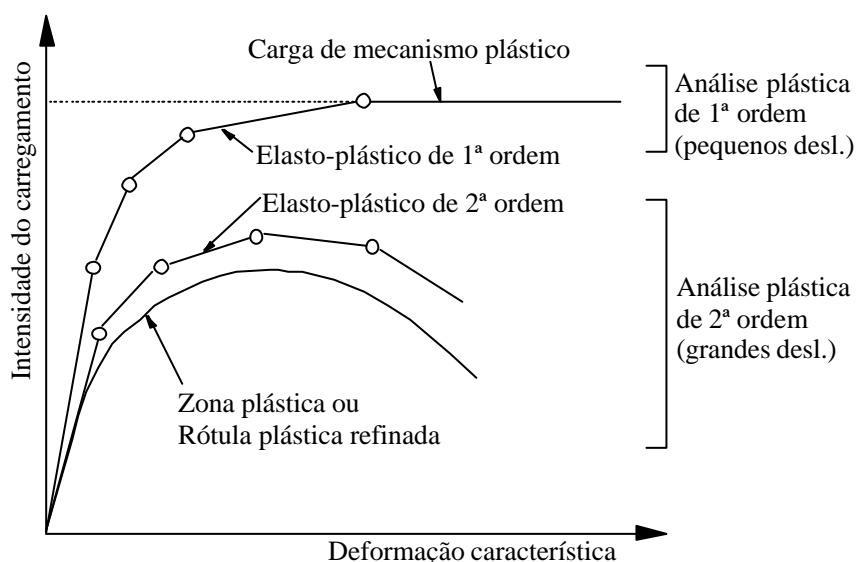 Carga de mecanismo plástico
Análise plástica
de 1ª ordem
(pequenos desl.)
Elasto-plástico de 1ª ordem
Elasto-plástico de 2ª ordem
Intensidade do carregamento
Análise plástica
de 2ª ordem
(grandes desl.)
Zona plástica ou
Rótula plástica refinada
Deformação característica